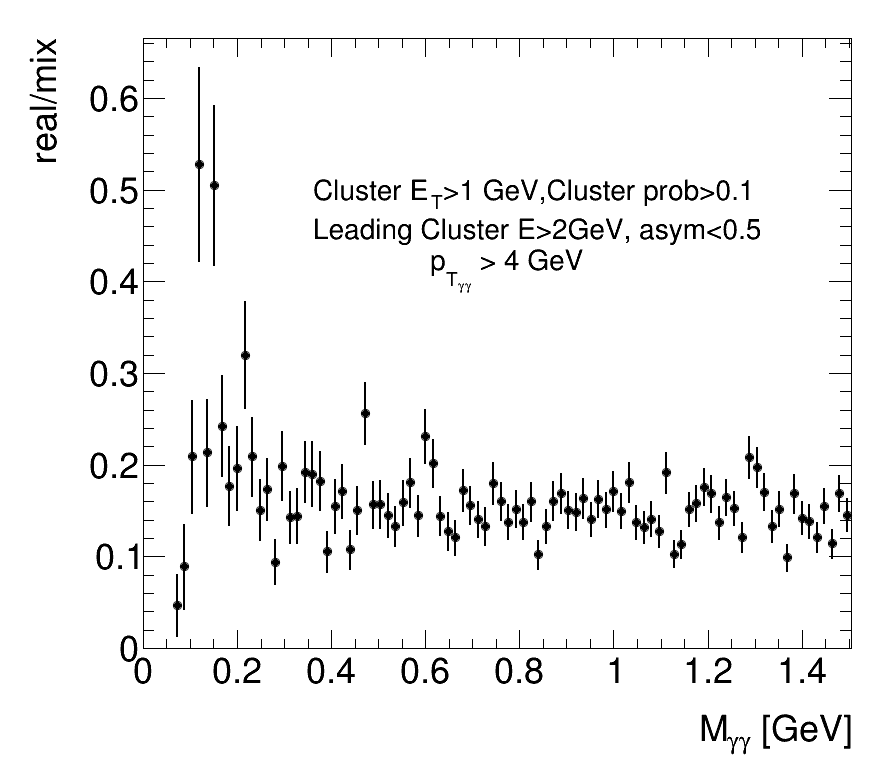 real/mix
0.6
0.5
0.4
0.3
0.2
0.1
0
Cluster E_T>1 GeV,Cluster prob>0.1
Leading Cluster E>2GeV, asym<0.5
p_Tγγ > 4 GeV
0 0.2 0.4 0.6 0.8 1 1.2 1.4
M_γγ [GeV]